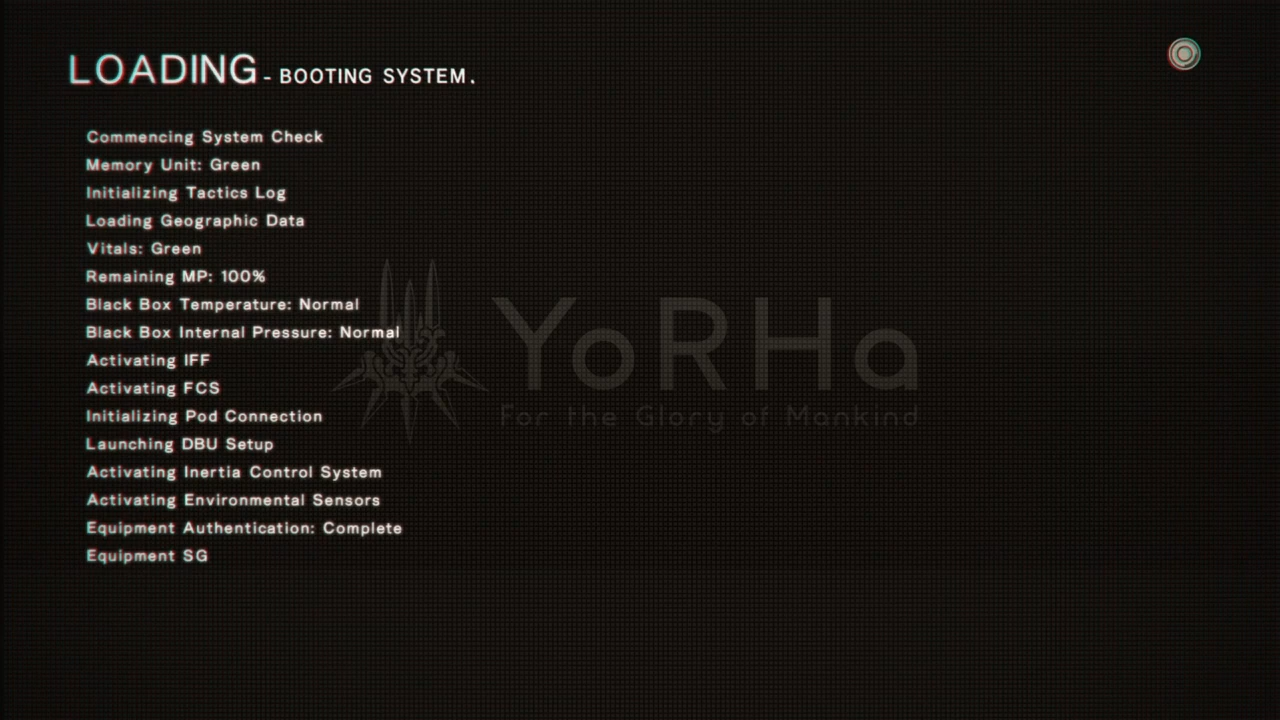 LOADING - BOOTING SYSTEM.
Commencing System Check
Memory Unit: Green
Initializing Tactics Log
Loading Geographic Data
Vitals: Green
Remaining MP: 100%
Black Box Temperature: Normal
Black Box Internal Pressure: Normal
Activating IFF
Activating FCS
Initializing Pod Connection
Launching DBU Setup
Activating Inertia Control System
Activating Environmental Sensors
Equipment Authentication: Complete
Equipment SG
YoRHa
For the Glory of Mankind